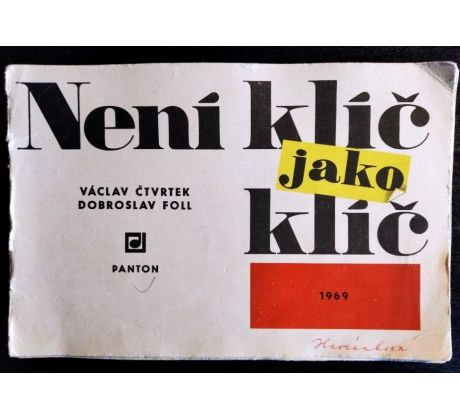 Není klíč
jako
klíč
VÁCLAV ČTVRTEK
DOBROSLAV FOLL
PANTON
1969